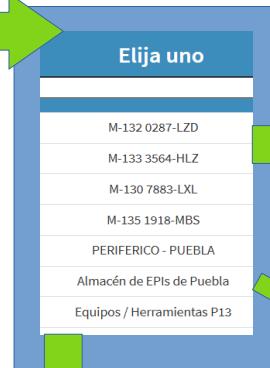 Elija uno
M-132 0287-LZD
M-133 3564-HLZ
M-130 7883-LXL
M-135 1918-MBS
PERIFERICO - PUEBLA
Almacén de EPIs de Puebla
Equipos / Herramientas P13